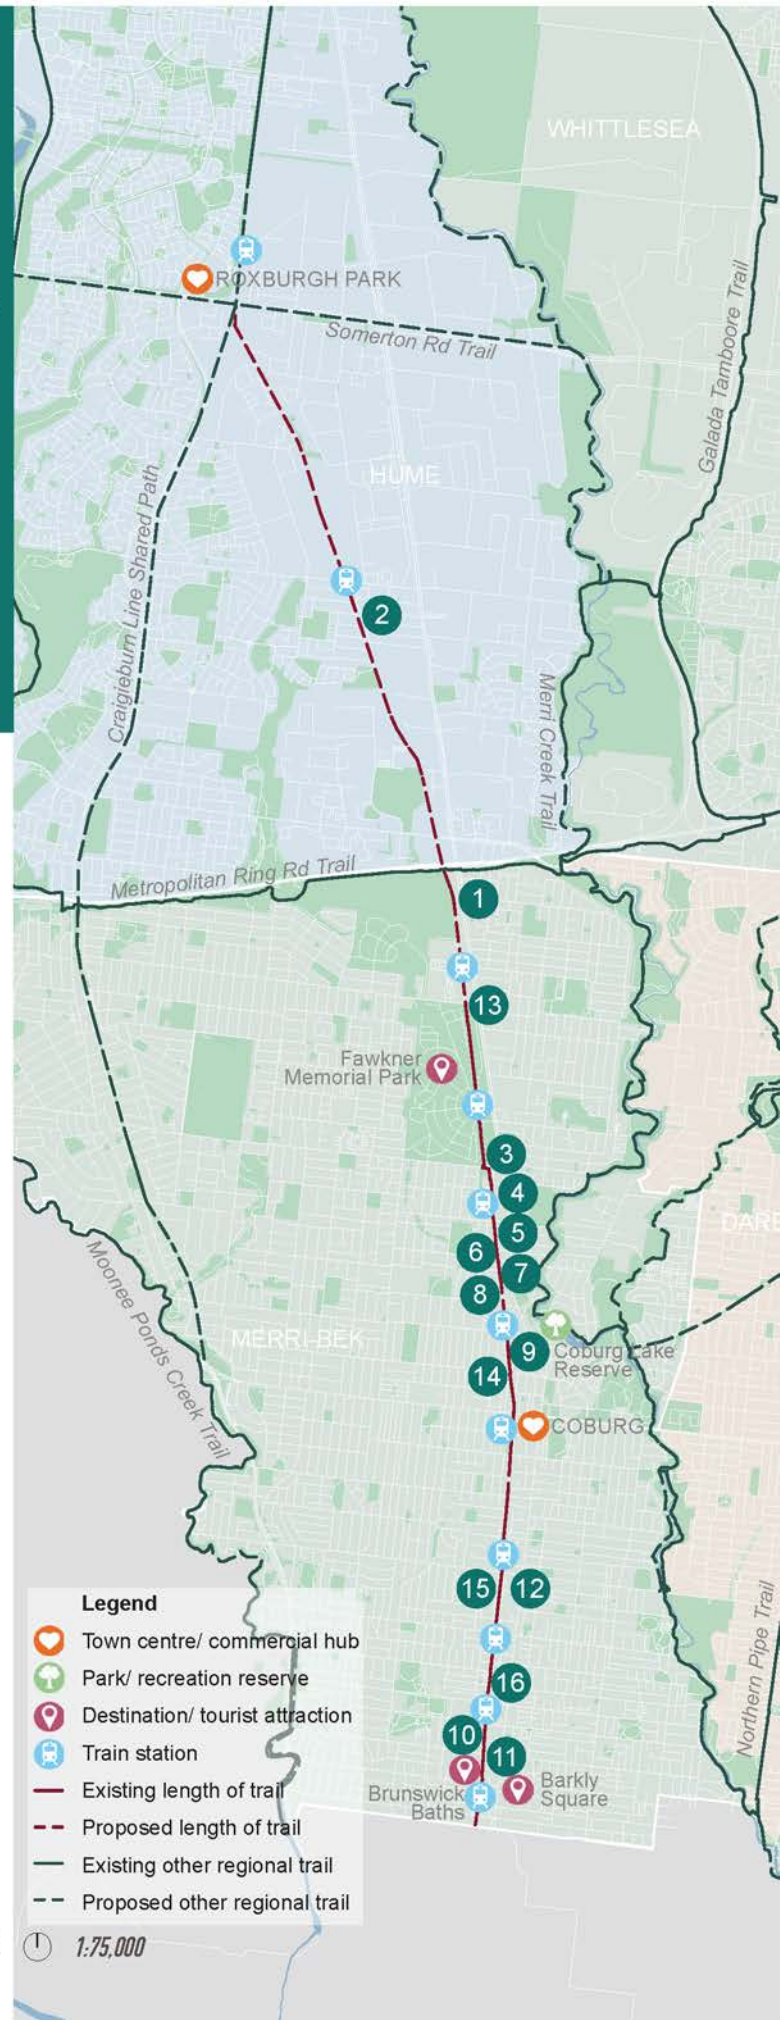 WHITTLESEA
ROXBURGH PARK
Somerton Rd Trail
Galada Tamboore Trail
HUME
Craigieburn Line Shared Path
2
Merri Creek Trail
Metropolitan Ring Rd Trail
1
13
Fawkner
Memorial Park
3
4
5
6
7
8
DARE
Moonee Ponds Creek Trail
MERRI-BEK
9
Coburg Lake
Reserve
14
COBURG
15
12
16
10
11
Brunswick
Baths
Barkly
Square
Northern Pipe Trail
Legend
Town centre/ commercial hub
Park/ recreation reserve
Destination/ tourist attraction
Train station
Existing length of trail
Proposed length of trail
Existing other regional trail
Proposed other regional trail
1:75,000